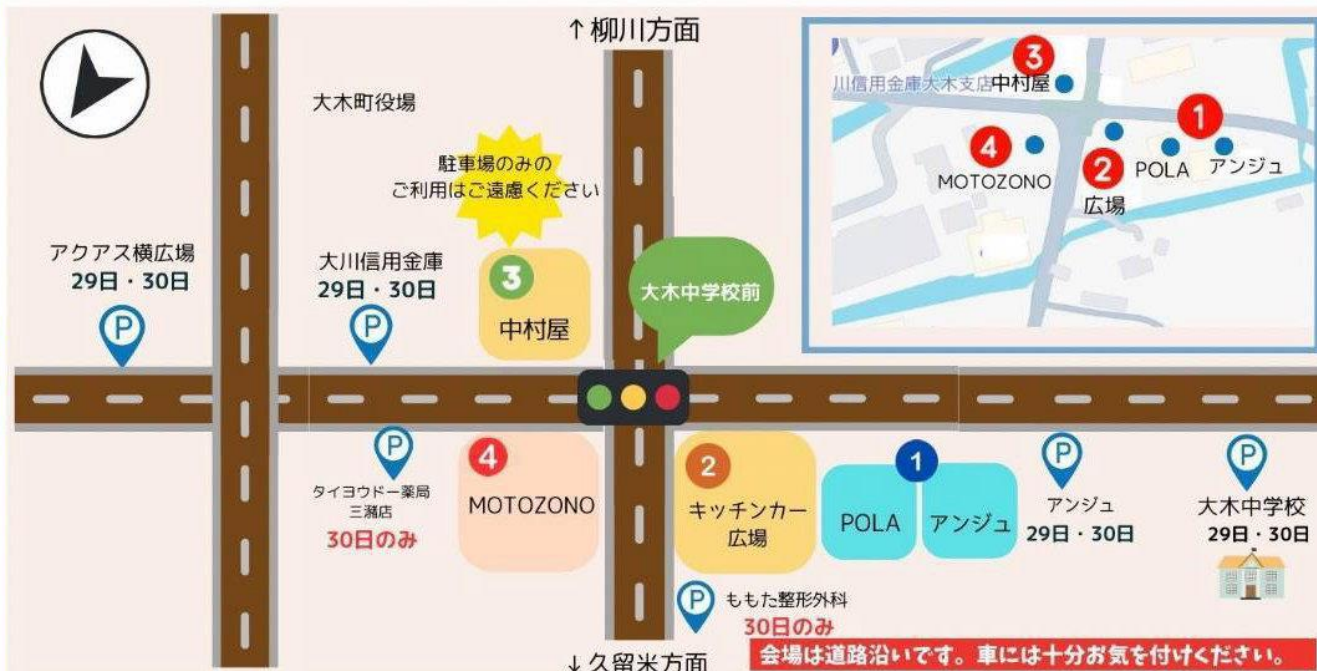 ↑柳川方面
大木町役場
駐車場のみの
ご利用はご遠慮ください
アクアス横広場
29日・30日
P
大川信用金庫
29日・30日
P
3
中村屋
大木中学校前
川信用金庫大木支店
3
中村屋
1
4
MOTOZONO
2
広場
POLA
アンジュ
P
タイヨウドー薬局
三瀦店
30日のみ
4
MOTOZONO
2
キッチンカー
広場
1
POLA
アンジュ
P
アンジュ
29日・30日
P
大木中学校
29日・30日
P
ももた整形外科
30日のみ
↓久留米方面
会場は道路沿いです。車には十分お気を付けください。